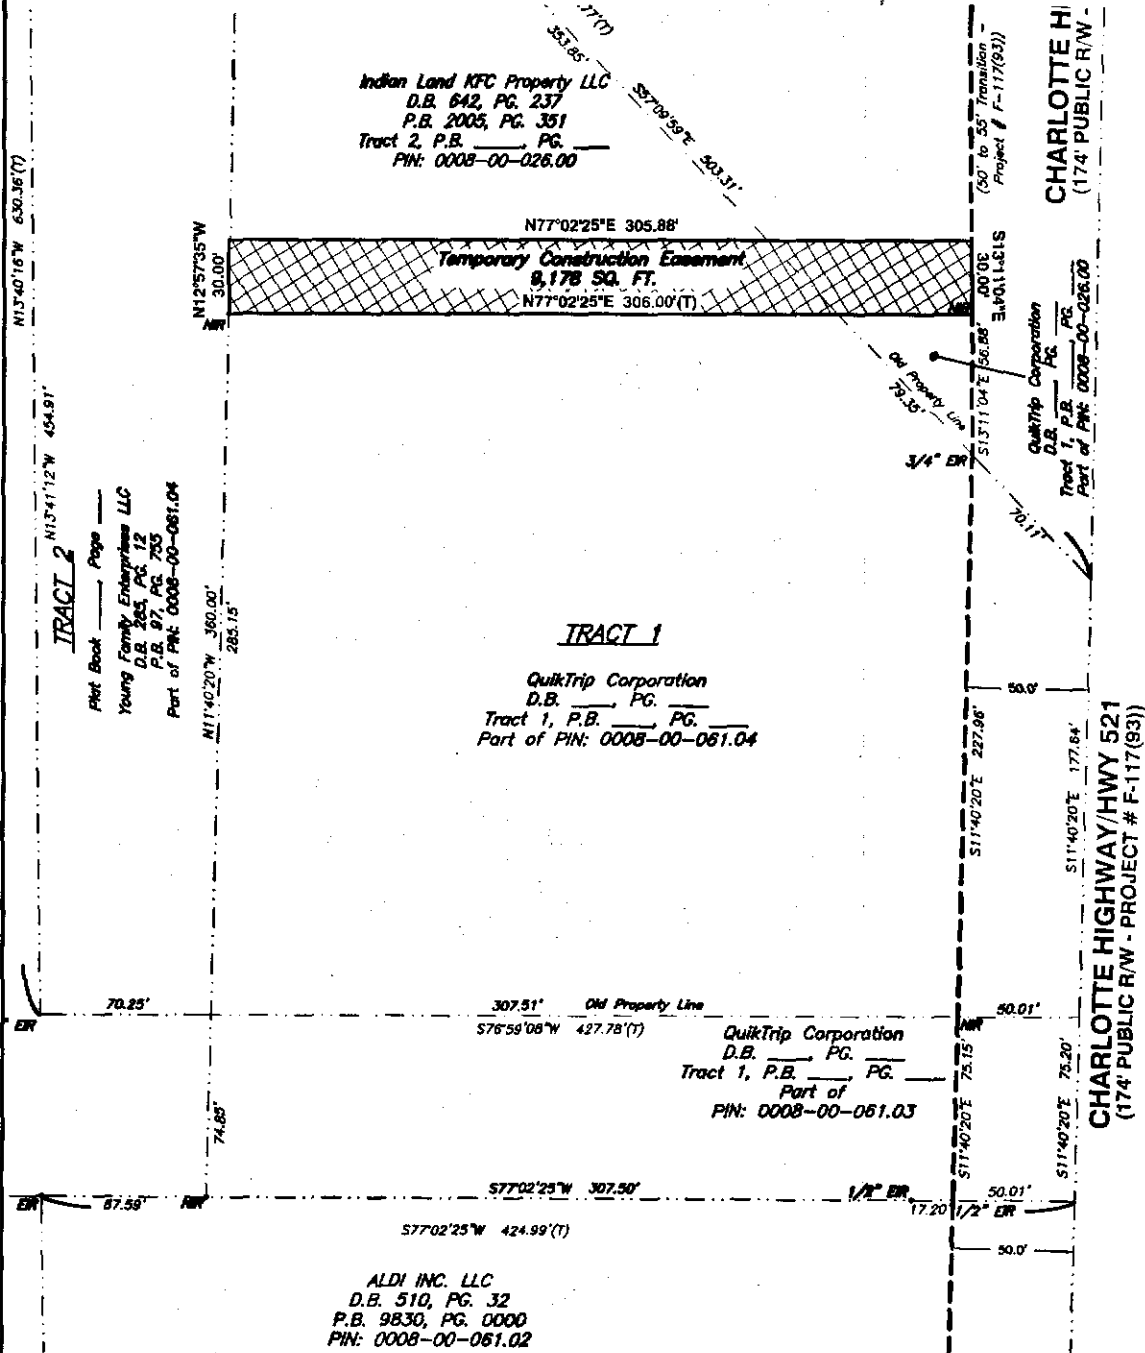 .77'(T)
353.85'
S57°09'59"E 503.31'
Indian Land KFC Property LLC
D.B. 642, PG. 237
P.B. 2005, PG. 351
Tract 2, P.B. ____, PG. ____
PIN: 0008-00-026.00
(50' to 55' Transition -
Project # F-117(93))
CHARLOTTE H
(174' PUBLIC R/W -
N13°40'16"W 630.36'(T)
N12°57'35"W
30.00'
N77°02'25"E 305.88'
Temporary Construction Easement
9,178 SQ. FT.
N77°02'25"E 306.00'(T)
S13°11'04"E
30.00'
NIR
NIR
S13°11'04"E 56.88'
QuikTrip Corporation
D.B. ____, PG. ____
Tract 1, P.B. ____, PG. ____
Part of PIN: 0008-00-026.00
Old Property Line
79.35'
3/4" EIR
70.11'
N13°41'12"W 454.91'
TRACT 2
Plat Book ____, Page ____
Young Family Enterprises LLC
D.B. 285, PG. 12
P.B. 97, PG. 755
Part of PIN: 0008-00-061.04
N11°40'20"W 360.00'
285.15'
TRACT 1
QuikTrip Corporation
D.B. ____, PG. ____
Tract 1, P.B. ____, PG. ____
Part of PIN: 0008-00-061.04
50.0'
S11°40'20"E 227.96'
S11°40'20"E 177.84'
CHARLOTTE HIGHWAY/HWY 521
(174' PUBLIC R/W - PROJECT # F-117(93))
EIR
70.25'
307.51'
Old Property Line
S76°59'08"W 427.78'(T)
NIR
50.01'
QuikTrip Corporation
D.B. ____, PG. ____
Tract 1, P.B. ____, PG. ____
Part of
PIN: 0008-00-061.03
S11°40'20"E 75.15'
S11°40'20"E 75.20'
74.85'
EIR
67.59'
NIR
S77°02'25"W 307.50'
1/2" EIR
17.20'
1/2" EIR
50.01'
S77°02'25"W 424.99'(T)
50.0'
ALDI INC. LLC
D.B. 510, PG. 32
P.B. 9830, PG. 0000
PIN: 0008-00-061.02